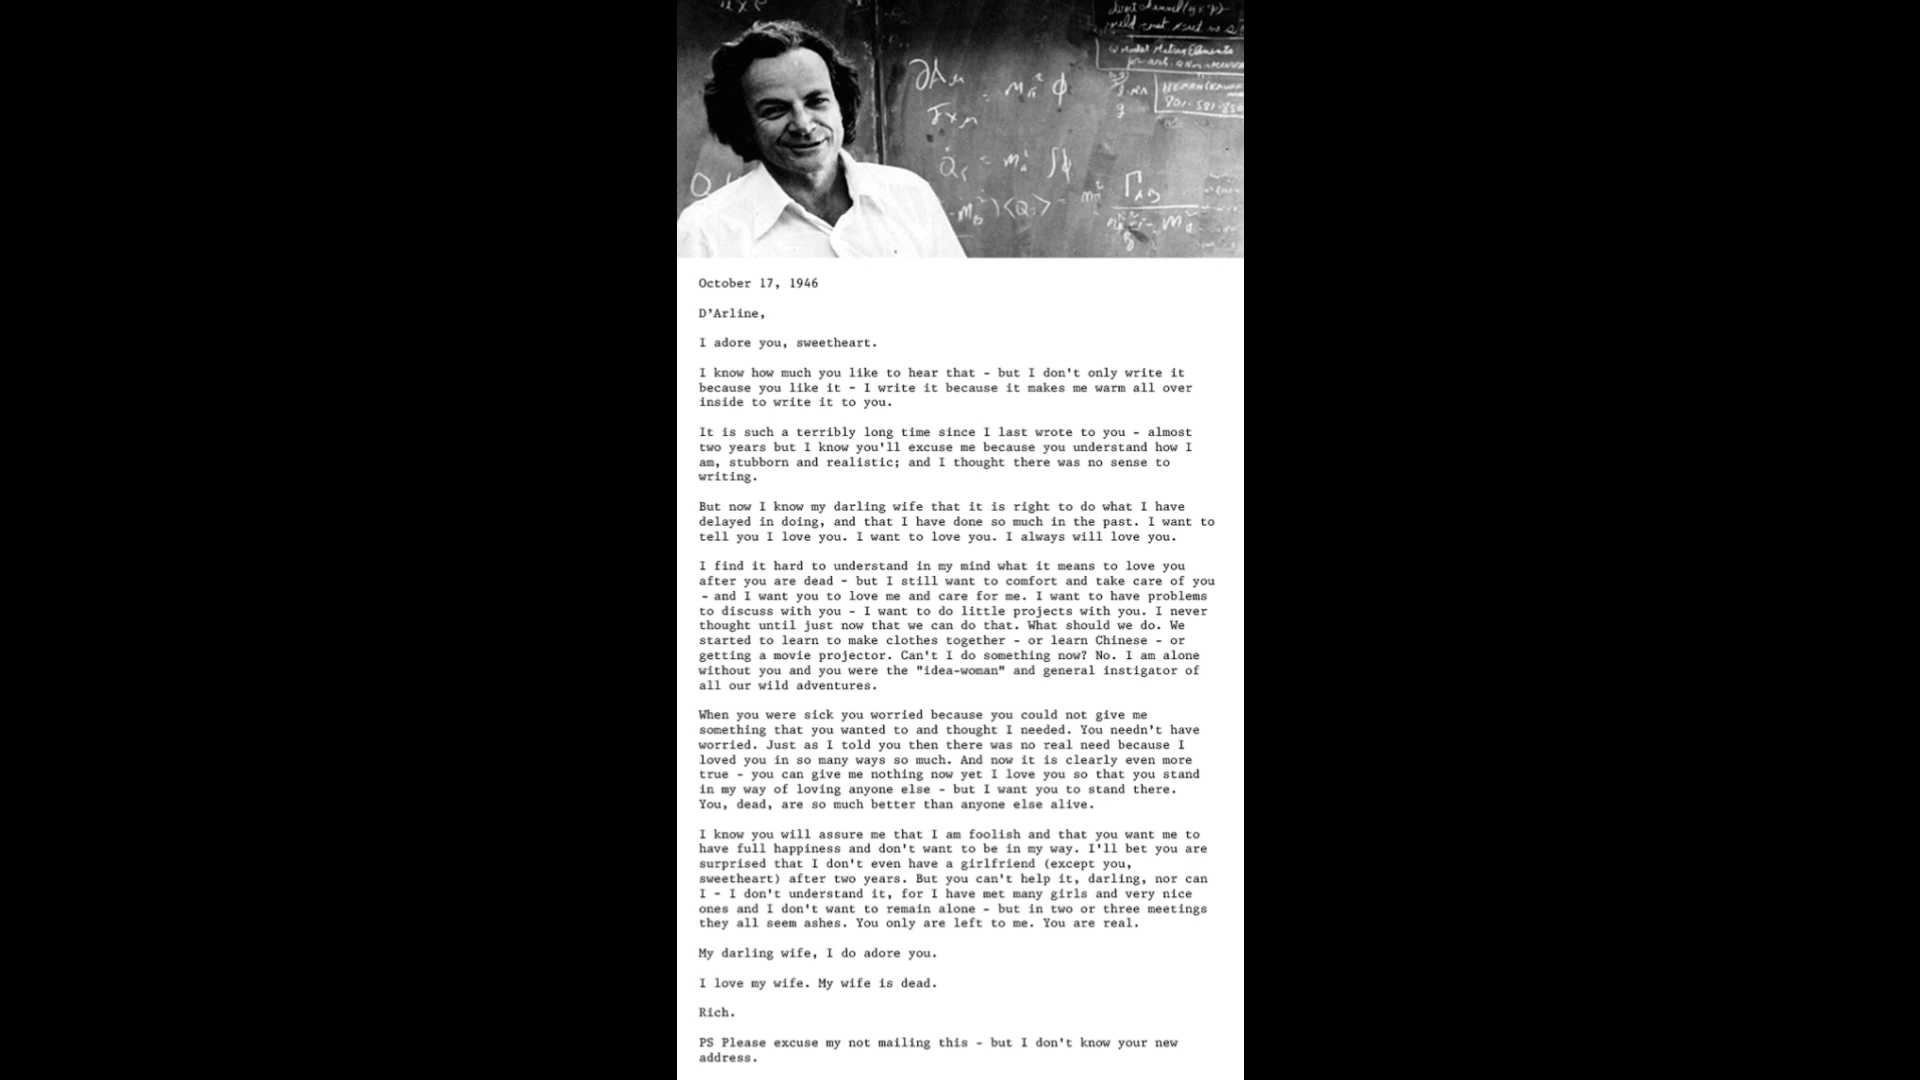 ∂Aμ
= mπ² φ
Q
October 17, 1946
D'Arline,
I adore you, sweetheart.
I know how much you like to hear that - but I don't only write it
because you like it - I write it because it makes me warm all over
inside to write it to you.
It is such a terribly long time since I last wrote to you - almost
two years but I know you'll excuse me because you understand how I
am, stubborn and realistic; and I thought there was no sense to
writing.
But now I know my darling wife that it is right to do what I have
delayed in doing, and that I have done so much in the past. I want to
tell you I love you. I want to love you. I always will love you.
I find it hard to understand in my mind what it means to love you
after you are dead - but I still want to comfort and take care of you
- and I want you to love me and care for me. I want to have problems
to discuss with you - I want to do little projects with you. I never
thought until just now that we can do that. What should we do. We
started to learn to make clothes together - or learn Chinese - or
getting a movie projector. Can't I do something now? No. I am alone
without you and you were the "idea-woman" and general instigator of
all our wild adventures.
When you were sick you worried because you could not give me
something that you wanted to and thought I needed. You needn’t have
worried. Just as I told you then there was no real need because I
loved you in so many ways so much. And now it is clearly even more
true - you can give me nothing now yet I love you so that you stand
in my way of loving anyone else - but I want you to stand there.
You, dead, are so much better than anyone else alive.
I know you will assure me that I am foolish and that you want me to
have full happiness and don't want to be in my way. I'll bet you are
surprised that I don't even have a girlfriend (except you,
sweetheart) after two years. But you can't help it, darling, nor can
I - I don't understand it, for I have met many girls and very nice
ones and I don't want to remain alone - but in two or three meetings
they all seem ashes. You only are left to me. You are real.
My darling wife, I do adore you.
I love my wife. My wife is dead.
Rich.
PS Please excuse my not mailing this - but I don't know your new
address.